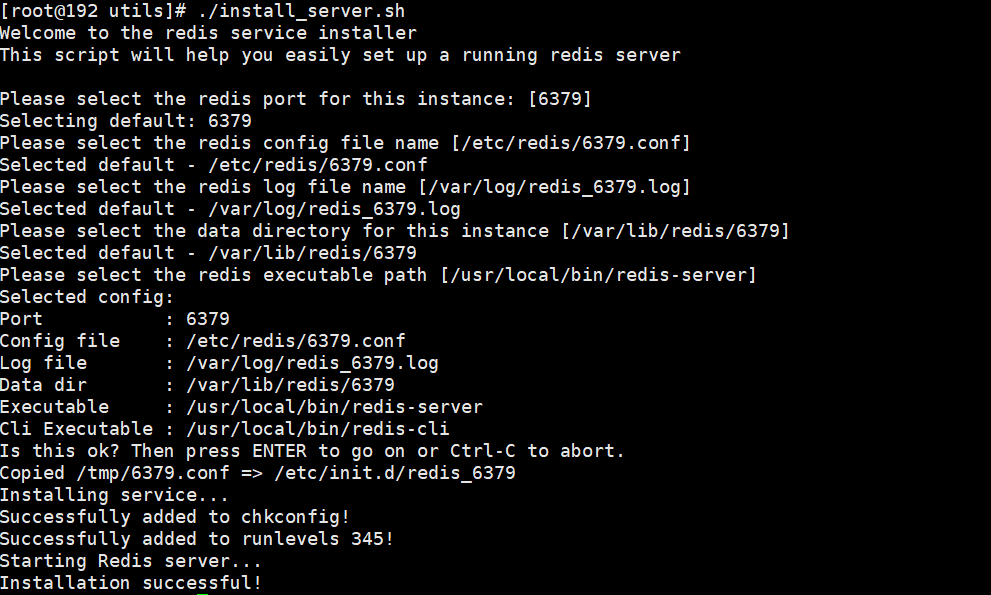 [root@192 utils]# ./install_server.sh
Welcome to the redis service installer
This script will help you easily set up a running redis server
Please select the redis port for this instance: [6379]
Selecting default: 6379
Please select the redis config file name [/etc/redis/6379.conf]
Selected default - /etc/redis/6379.conf
Please select the redis log file name [/var/log/redis_6379.log]
Selected default - /var/log/redis_6379.log
Please select the data directory for this instance [/var/lib/redis/6379]
Selected default - /var/lib/redis/6379
Please select the redis executable path [/usr/local/bin/redis-server]
Selected config:
Port           : 6379
Config file    : /etc/redis/6379.conf
Log file       : /var/log/redis_6379.log
Data dir       : /var/lib/redis/6379
Executable     : /usr/local/bin/redis-server
Cli Executable : /usr/local/bin/redis-cli
Is this ok? Then press ENTER to go on or Ctrl-C to abort.
Copied /tmp/6379.conf => /etc/init.d/redis_6379
Installing service...
Successfully added to chkconfig!
Successfully added to runlevels 345!
Starting Redis server...
Installation successful!